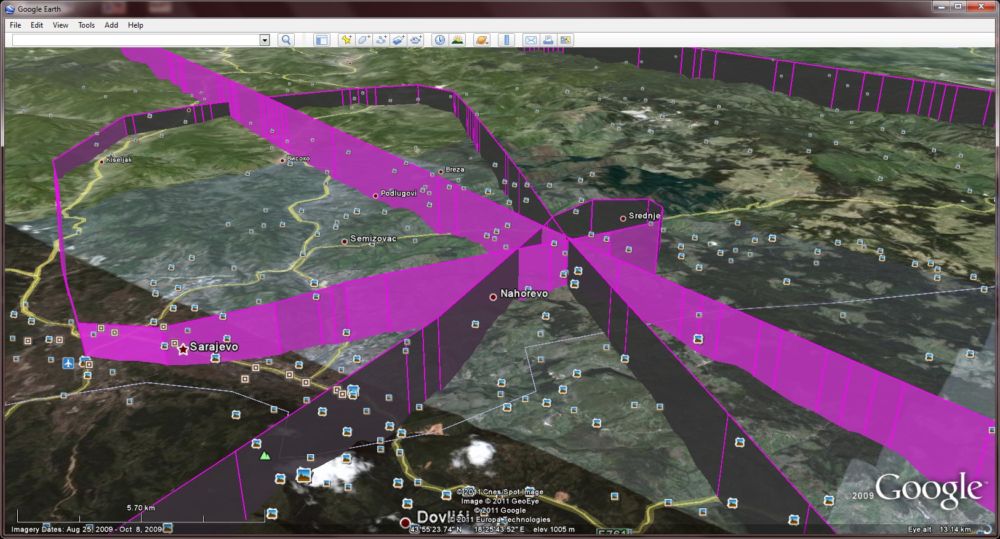 Google Earth
File Edit View Tools Add Help
Kiseljak
Високо
Breza
Podlugovi
Srednje
Semizovac
Nahorevo
Sarajevo
©2009 Google™
5.70 km
© 2011 Cnes/Spot Image
Image © 2011 GeoEye
© 2011 Google
© 2011 Europa Technologies
Imagery Dates: Aug 25, 2009 - Oct 8, 2009
43°55'23.74" N 18°25'43.52" E elev 1005 m
Eye alt 13.14 km